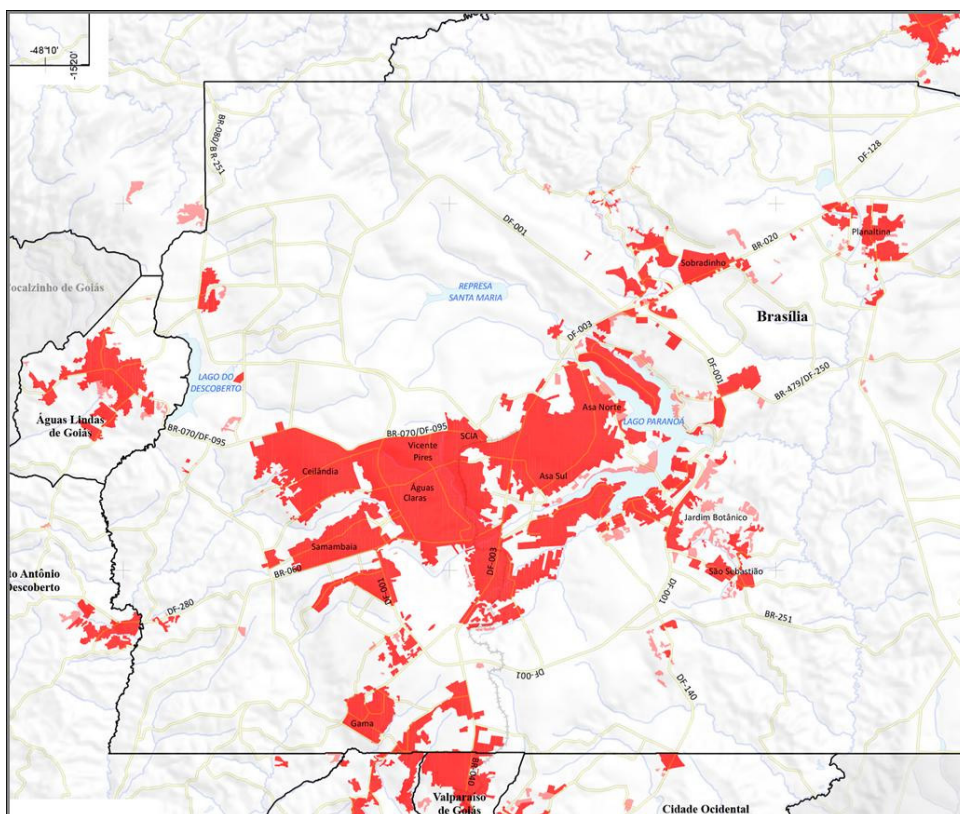 -48°10'
-15°20'
BR-080/BR-251
DF-128
DF-001
Planaltina
BR-020
Sobradinho
ocalzinho de Goiás
REPRESA
SANTA MARIA
Brasília
DF-003
DF-001
LAGO DO
DESCOBERTO
BR-479/DF-250
Asa Norte
Águas Lindas
de Goiás
LAGO PARANOÁ
BR-070/DF-095
BR-070/DF-095
SCIA
Vicente
Pires
Ceilândia
Asa Sul
Águas
Claras
Jardim Botânico
Samambaia
DF-003
to Antônio
Descoberto
BR-060
São Sebastião
DF-001
DF-001
DF-280
BR-251
DF-001
DF-140
Gama
BR-040
Valparaíso
de Goiás
Cidade Ocidental